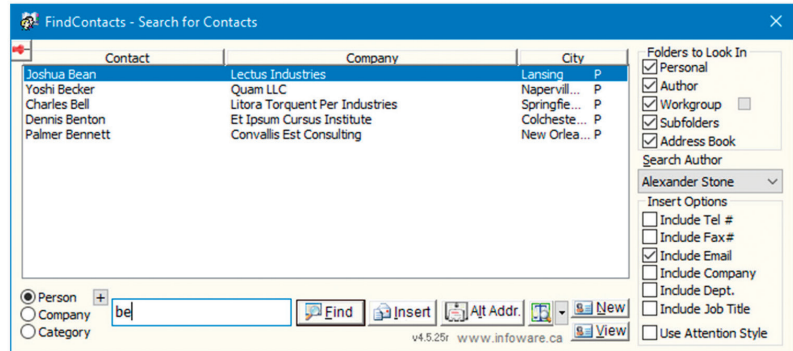 FindContacts - Search for Contacts
Contact Company City
Joshua Bean Lectus Industries Lansing P
Yoshi Becker Quam LLC Napervill... P
Charles Bell Litora Torquent Per Industries Springfie... P
Dennis Benton Et Ipsum Cursus Institute Colcheste... P
Palmer Bennett Convallis Est Consulting New Orlea... P
Folders to Look In
Personal
Author
Workgroup
Subfolders
Address Book
Search Author
Alexander Stone
Insert Options
Include Tel #
Include Fax#
Include Email
Include Company
Include Dept.
Include Job Title
Use Attention Style
Person +
Company
Category
be
Find Insert Alt Addr. New
View
v4.5.25r www.infoware.ca